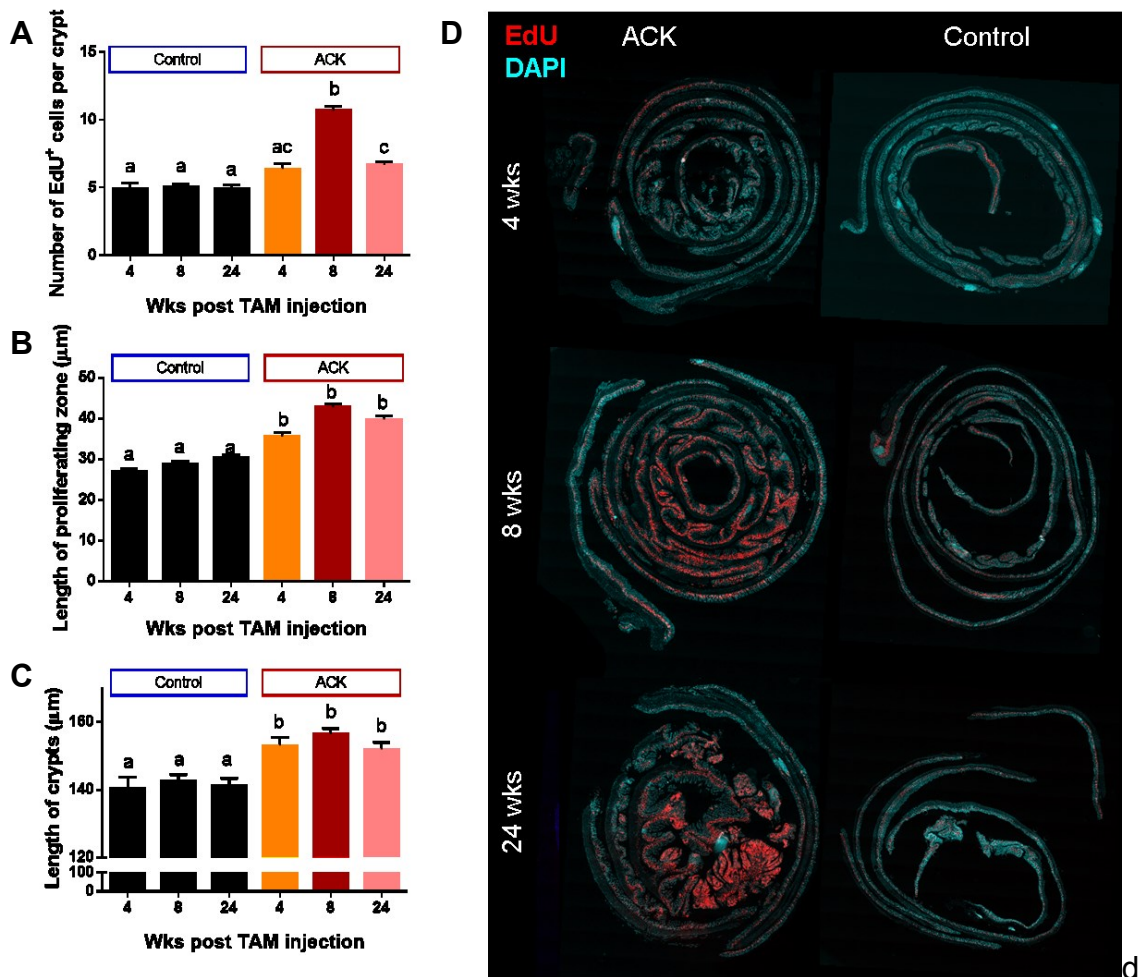 A
Number of EdU⁺ cells per crypt
15
10
5
0
Control
ACK
a a a ac b c
4 8 24 4 8 24
Wks post TAM injection
B
Length of proliferating zone (μm)
50
40
30
20
10
0
Control
ACK
a a a b b b
4 8 24 4 8 24
Wks post TAM injection
C
Length of crypts (μm)
160
140
120
100
0
Control
ACK
a a a b b b
4 8 24 4 8 24
Wks post TAM injection
D
EdU
DAPI
ACK Control
4 wks
8 wks
24 wks
d